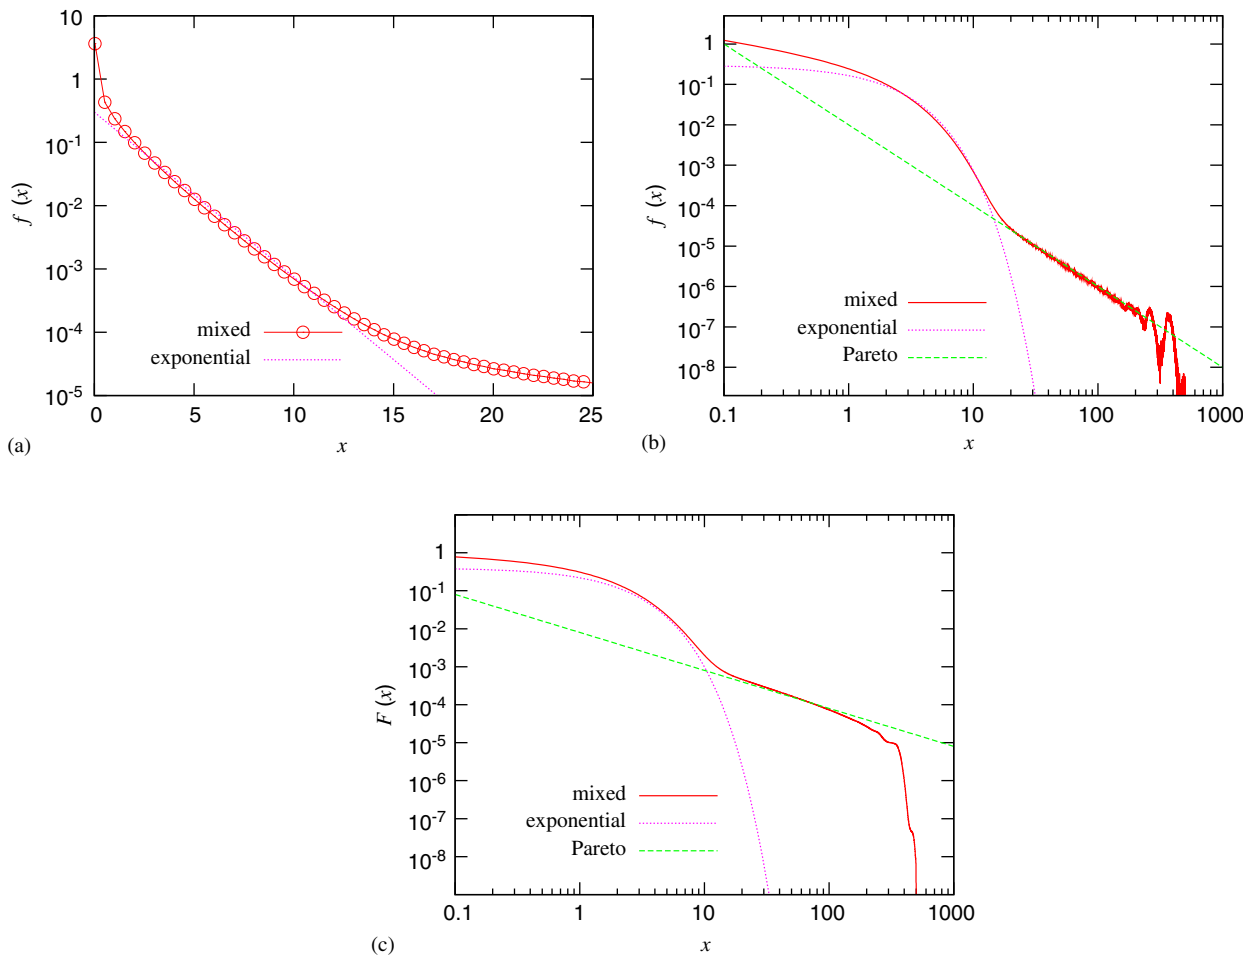 10
1
10-1
10-2
10-3
10-4
10-5
f (x)
mixed
exponential
0 5 10 15 20 25
x
(a)
1
10-1
10-2
10-3
10-4
10-5
10-6
10-7
10-8
f (x)
mixed
exponential
Pareto
0.1 1 10 100 1000
x
(b)
1
10-1
10-2
10-3
10-4
10-5
10-6
10-7
10-8
F (x)
mixed
exponential
Pareto
0.1 1 10 100 1000
x
(c)